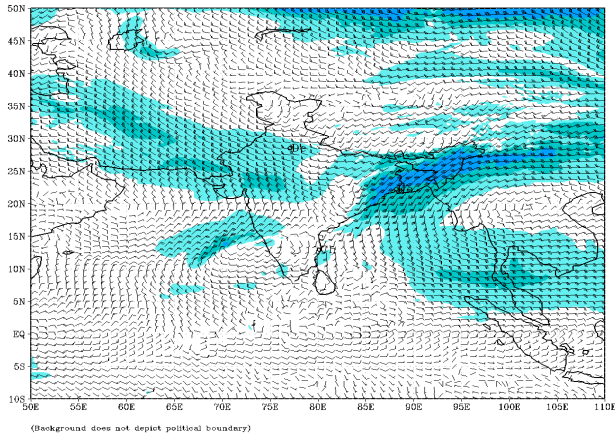 50N
45N
40N
35N
30N
25N
20N
15N
10N
5N
EQ
5S
10S
50E 55E 60E 65E 70E 75E 80E 85E 90E 95E 100E 105E 110E
(Background does not depict political boundary)